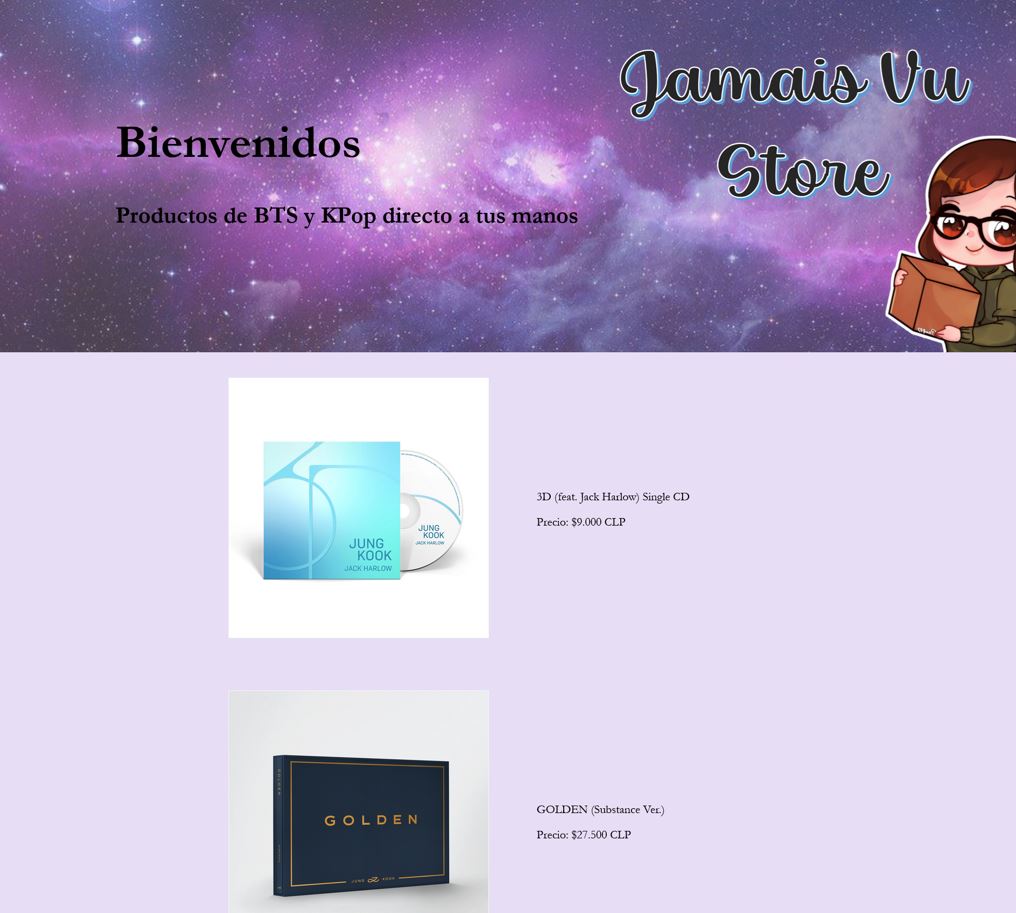 Jamais Vu
Store
Bienvenidos
Productos de BTS y KPop directo a tus manos
JUNG
KOOK
JACK HARLOW
JUNG
KOOK
JACK HARLOW
3D (feat. Jack Harlow) Single CD
Precio: $9.000 CLP
GOLDEN
GOLDEN
JUNG KOOK
GOLDEN (Substance Ver.)
Precio: $27.500 CLP